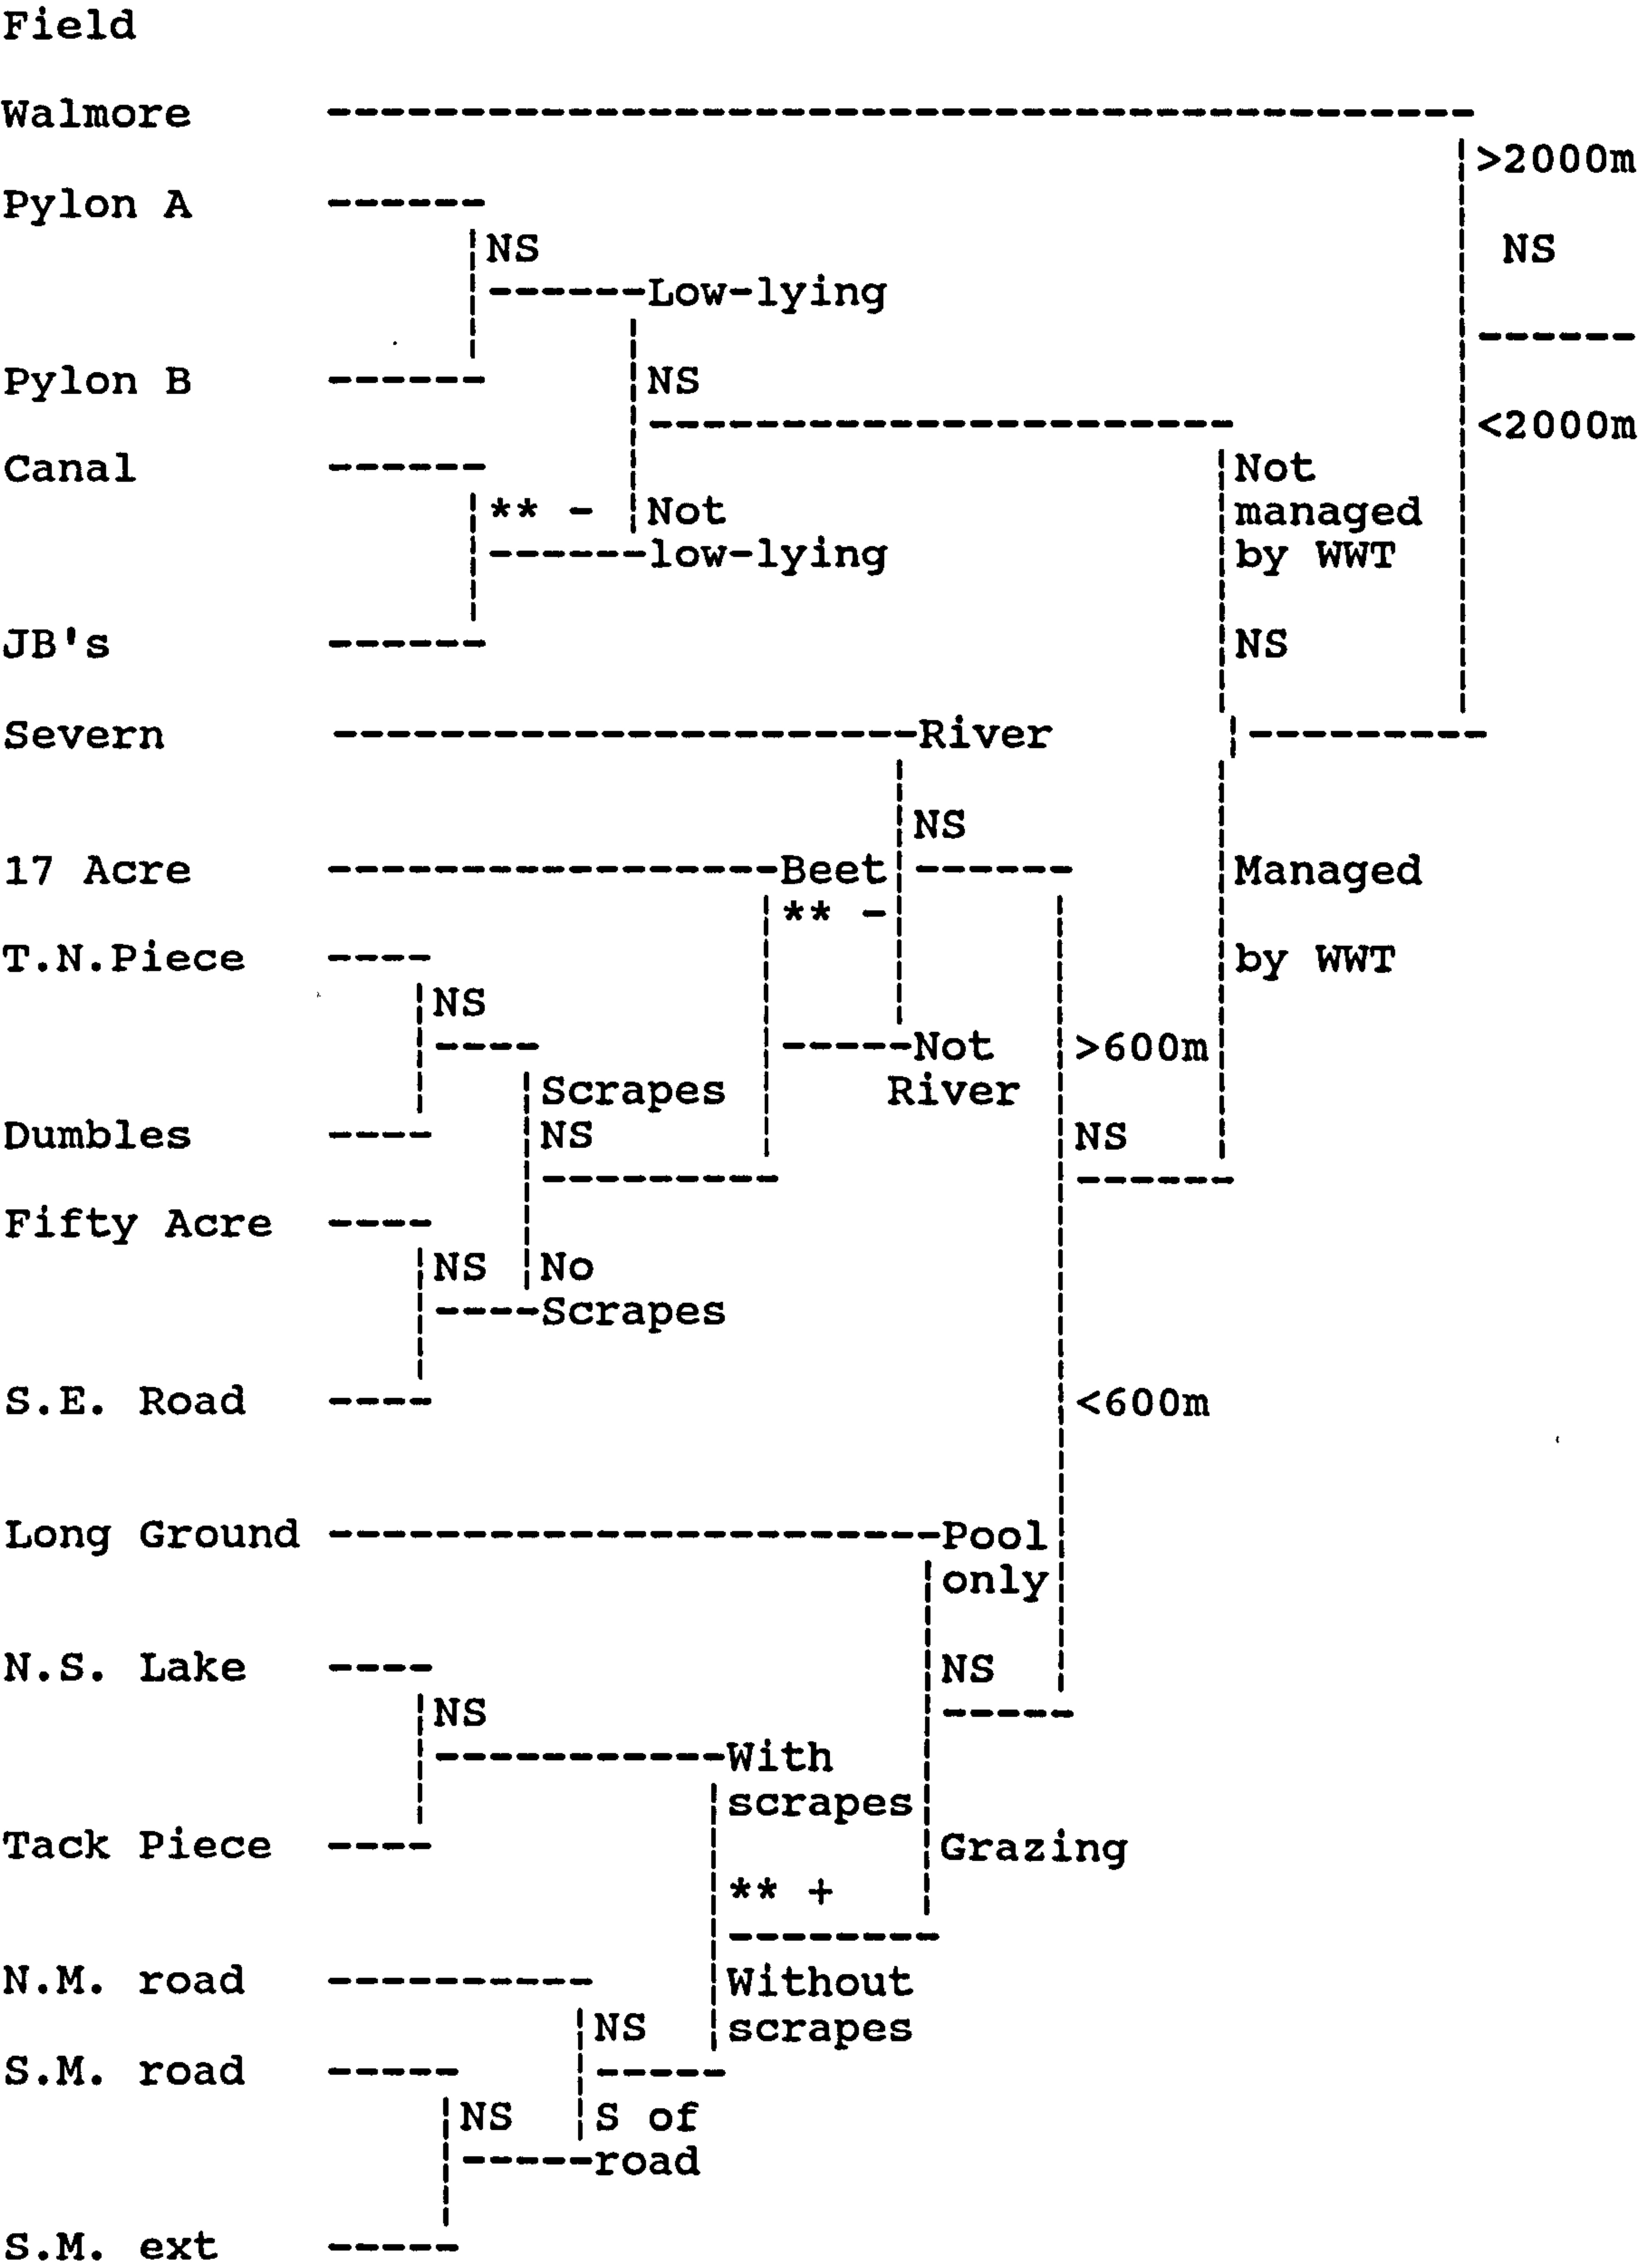 Field
Walmore
>2000m
Pylon A
NS
NS
Low-lying
Pylon B
NS
<2000m
Canal
Not
** -
Not
managed
low-lying
by WWT
JB's
NS
Severn
River
NS
17 Acre
Beet
Managed
** -
T.N.Piece
by WWT
NS
Not
>600m
Scrapes
River
Dumbles
NS
NS
Fifty Acre
NS
No
Scrapes
S.E. Road
<600m
Long Ground
Pool
only
N.S. Lake
NS
NS
With
scrapes
Tack Piece
Grazing
** +
N.M. road
Without
NS
scrapes
S.M. road
NS
S of
road
S.M. ext